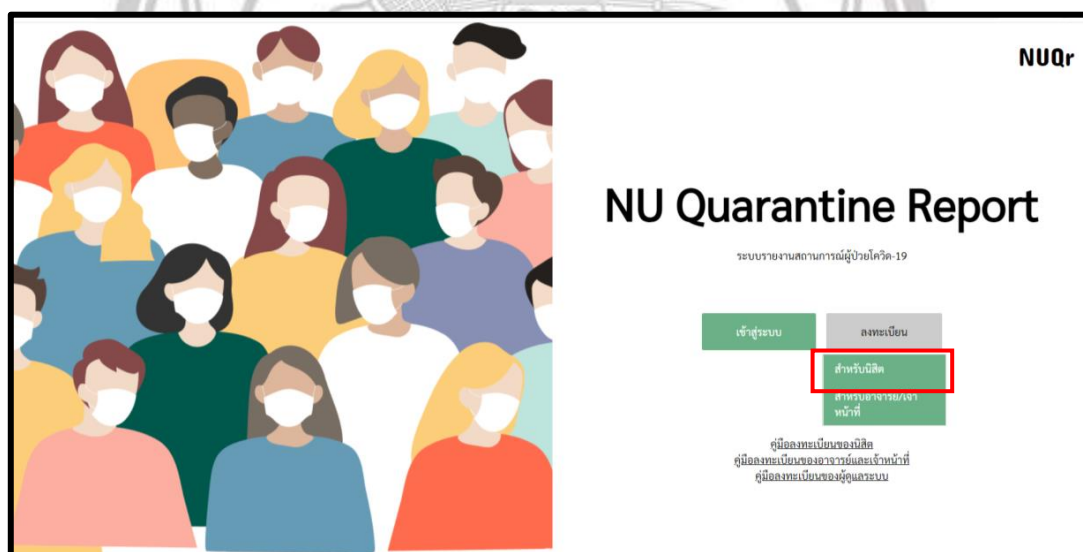 NUQr
NU Quarantine Report
ระบบรายงานสถานการณ์ผู้ป่วยโควิด-19
เข้าสู่ระบบ ลงทะเบียน
สำหรับนิสิต
สำหรับอาจารย์/เจ้า
หน้าที่
คู่มือลงทะเบียนของนิสิต
คู่มือลงทะเบียนของอาจารย์และเจ้าหน้าที่
คู่มือลงทะเบียนของผู้ดูแลระบบ